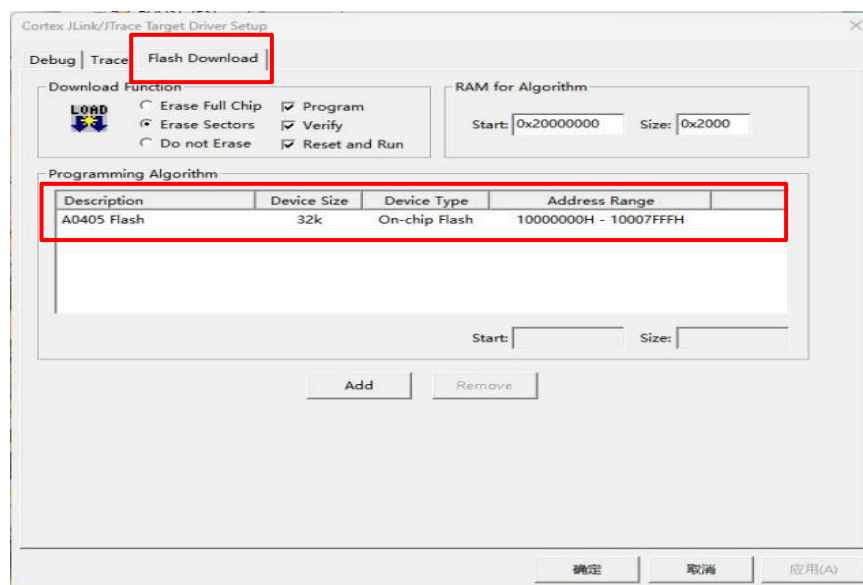 Cortex JLink/JTrace Target Driver Setup
Debug Trace Flash Download
Download Function
LOAD
Erase Full Chip
Erase Sectors
Do not Erase
Program
Verify
Reset and Run
RAM for Algorithm
Start: 0x20000000 Size: 0x2000
Programming Algorithm
Description Device Size Device Type Address Range
A0405 Flash 32k On-chip Flash 10000000H - 10007FFFH
Start: Size:
Add Remove
确定 取消 应用(A)